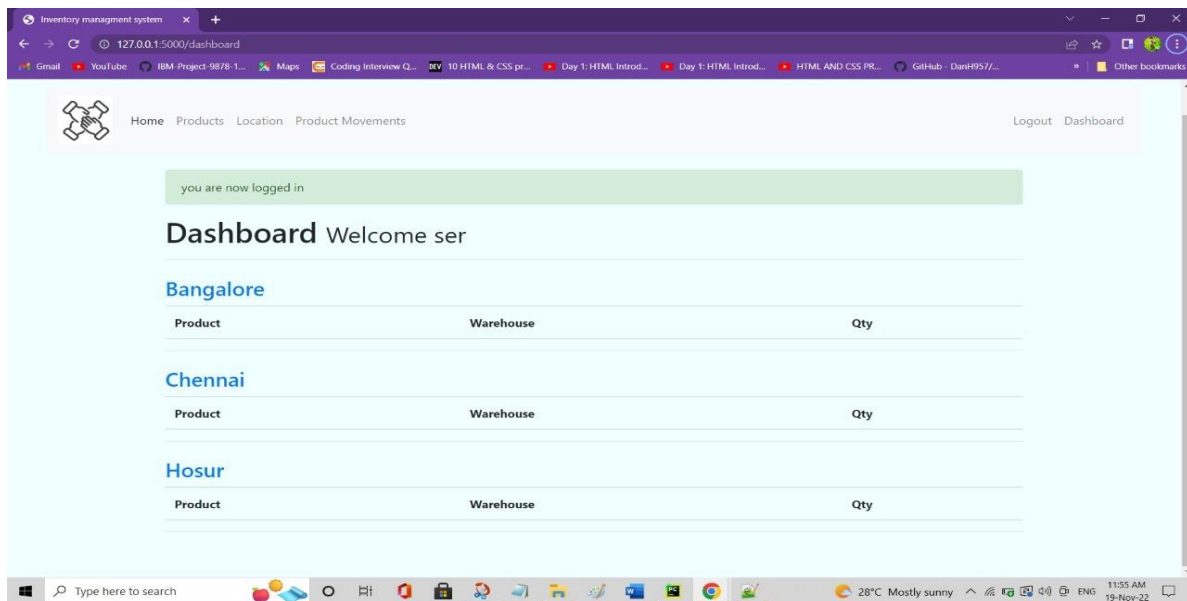 Inventory managment system
127.0.0.1:5000/dashboard
Gmail YouTube IBM-Project-9878-1... Maps Coding Interview Q... DEV 10 HTML & CSS pr... Day 1: HTML Introd... Day 1: HTML Introd... HTML AND CSS PR... GitHub - DanH957/... » Other bookmarks
Home Products Location Product Movements Logout Dashboard
you are now logged in
Dashboard Welcome ser
Bangalore
Product Warehouse Qty
Chennai
Product Warehouse Qty
Hosur
Product Warehouse Qty
Type here to search 28°C Mostly sunny ENG 11:55 AM
19-Nov-22